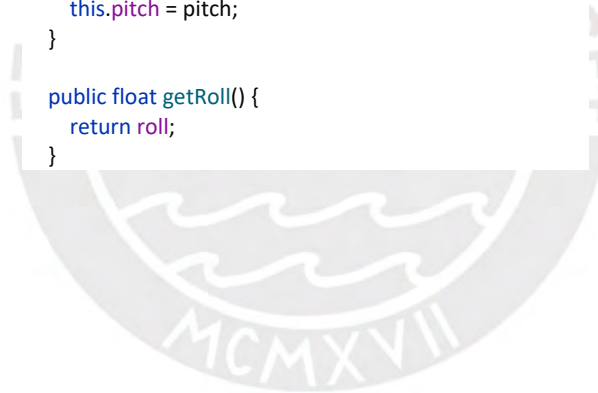 this.pitch = pitch;
}
public float getRoll() {
return roll;
}
MCMXVII